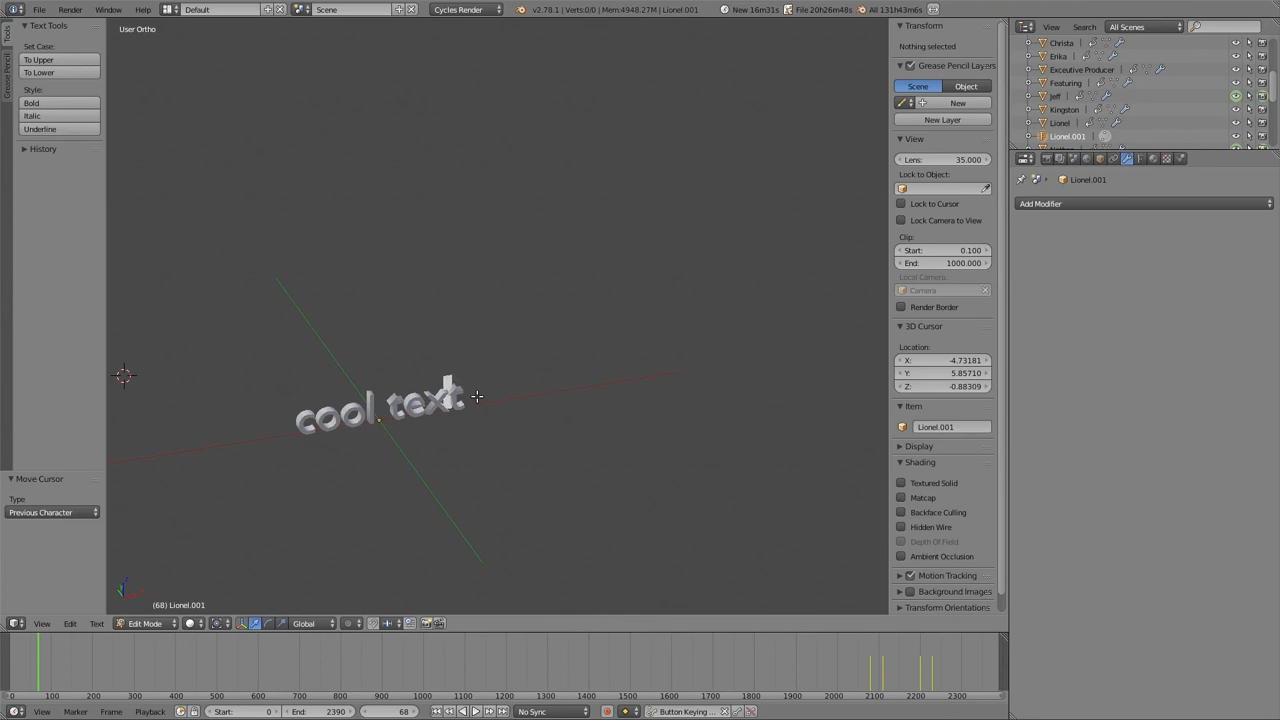 File Render Window Help Default Scene Cycles Render v2.78.1 | Verts:0/0 | Mem:4948.27M | Lionel.001 New 16m31s File 20h26m48s All 131h43m6s
User Ortho
Tools
Grease Pencil
Text Tools
Set Case:
To Upper
To Lower
Style:
Bold
Italic
Underline
History
Move Cursor
Type
Previous Character
cool text
(68) Lionel.001
Transform
Nothing selected
Grease Pencil Layers
Scene Object
New
New Layer
View
Lens: 35.000
Lock to Object:
Lock to Cursor
Lock Camera to View
Clip:
Start: 0.100
End: 1000.000
Local Camera:
Camera
Render Border
3D Cursor
Location:
X: -4.73181
Y: 5.85710
Z: -0.88309
Item
Lionel.001
Display
Shading
Textured Solid
Matcap
Backface Culling
Hidden Wire
Depth Of Field
Ambient Occlusion
Motion Tracking
Background Images
Transform Orientations
View Search All Scenes
Christa
Erika
Exceutive Producer
Featuring
Jeff
Kingston
Lionel
Lionel.001
Lionel.001
Add Modifier
View Edit Text Edit Mode Global
0 100 200 300 400 500 600 700 800 900 1000 1100 1200 1300 1400 1500 1600 1700 1800 1900 2000 2100 2200 2300
View Marker Frame Playback Start: 0 End: 2390 68 No Sync Button Keying ...